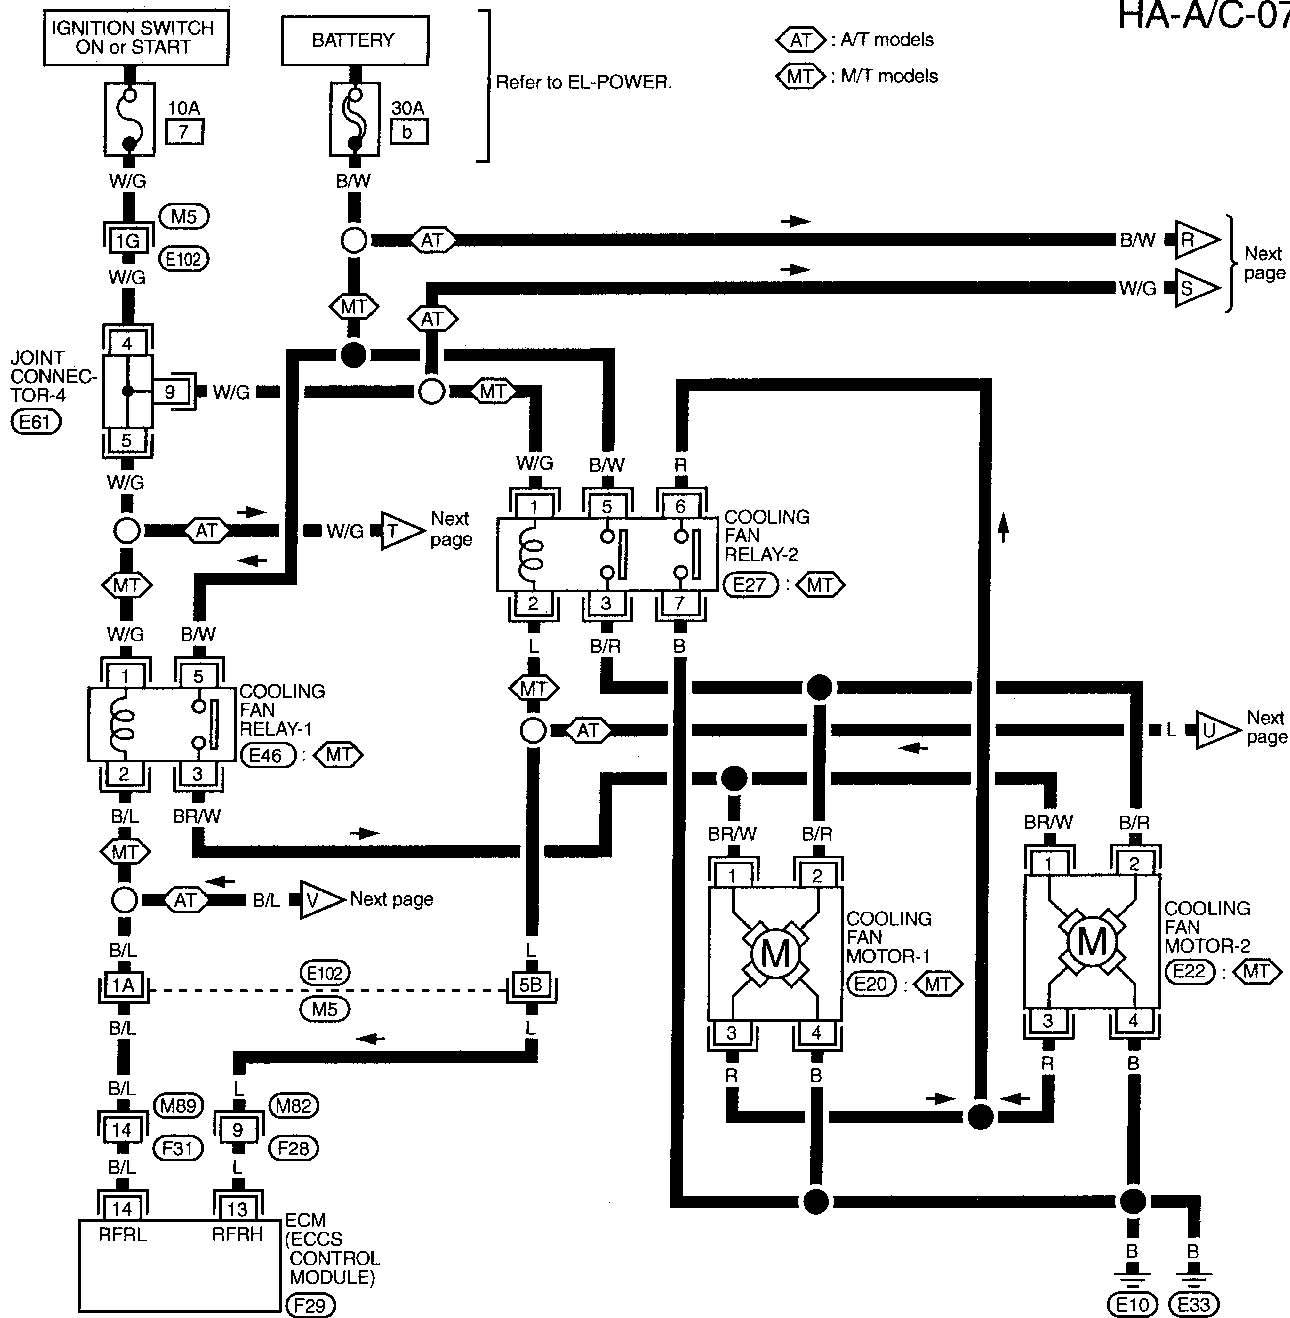 HA-A/C-07
IGNITION SWITCH
ON or START
BATTERY
AT : A/T models
MT : M/T models
Refer to EL-POWER.
10A
7
30A
b
W/G
B/W
M5
1G
E102
W/G
AT
B/W
R
Next
page
MT
AT
W/G
S
4
JOINT
CONNEC-
TOR-4
E61
9
W/G
MT
5
W/G
W/G
B/W
R
1
5
6
COOLING
FAN
RELAY-2
E27 : MT
AT
W/G
T
Next
page
MT
2
3
7
W/G
B/W
L
B/R
B
1
5
COOLING
FAN
RELAY-1
E46 : MT
MT
AT
L
U
Next
page
2
3
B/L
BR/W
MT
BR/W
B/R
BR/W
B/R
1
2
1
2
AT
B/L
V
Next page
M
COOLING
FAN
MOTOR-1
E20 : MT
M
COOLING
FAN
MOTOR-2
E22 : MT
B/L
L
1A
E102
M5
5B
B/L
L
3
4
3
4
R
B
R
B
B/L
L
M89
M82
14
9
F31
F28
B/L
L
14
13
RFRL
RFRH
ECM
(ECCS
CONTROL
MODULE)
F29
B
B
E10
E33